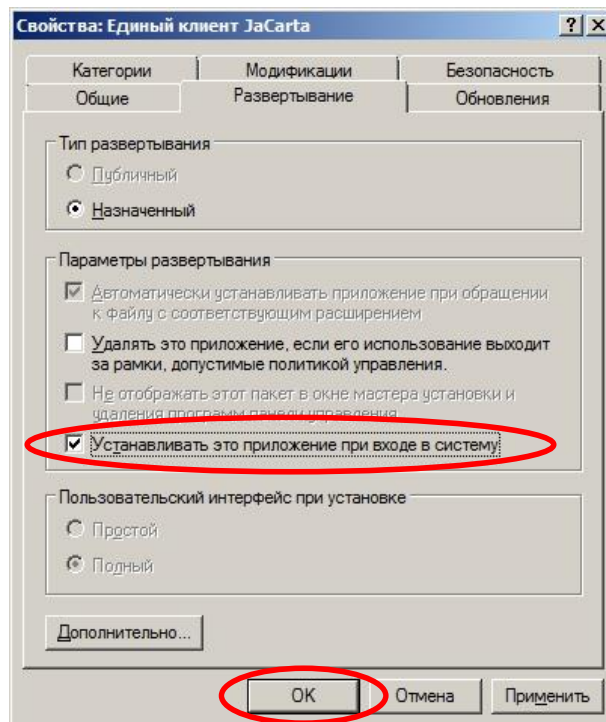 Свойства: Единый клиент JaCarta
Категории Модификации Безопасность
Общие Развертывание Обновления
Тип развертывания
Публичный
Назначенный
Параметры развертывания
Автоматически устанавливать приложение при обращении
к файлу с соответствующим расширением
Удалять это приложение, если его использование выходит
за рамки, допустимые политикой управления.
Не отображать этот пакет в окне мастера установки и
удаления программ панели управления
Устанавливать это приложение при входе в систему
Пользовательский интерфейс при установке
Простой
Полный
Дополнительно...
OK Отмена Применить